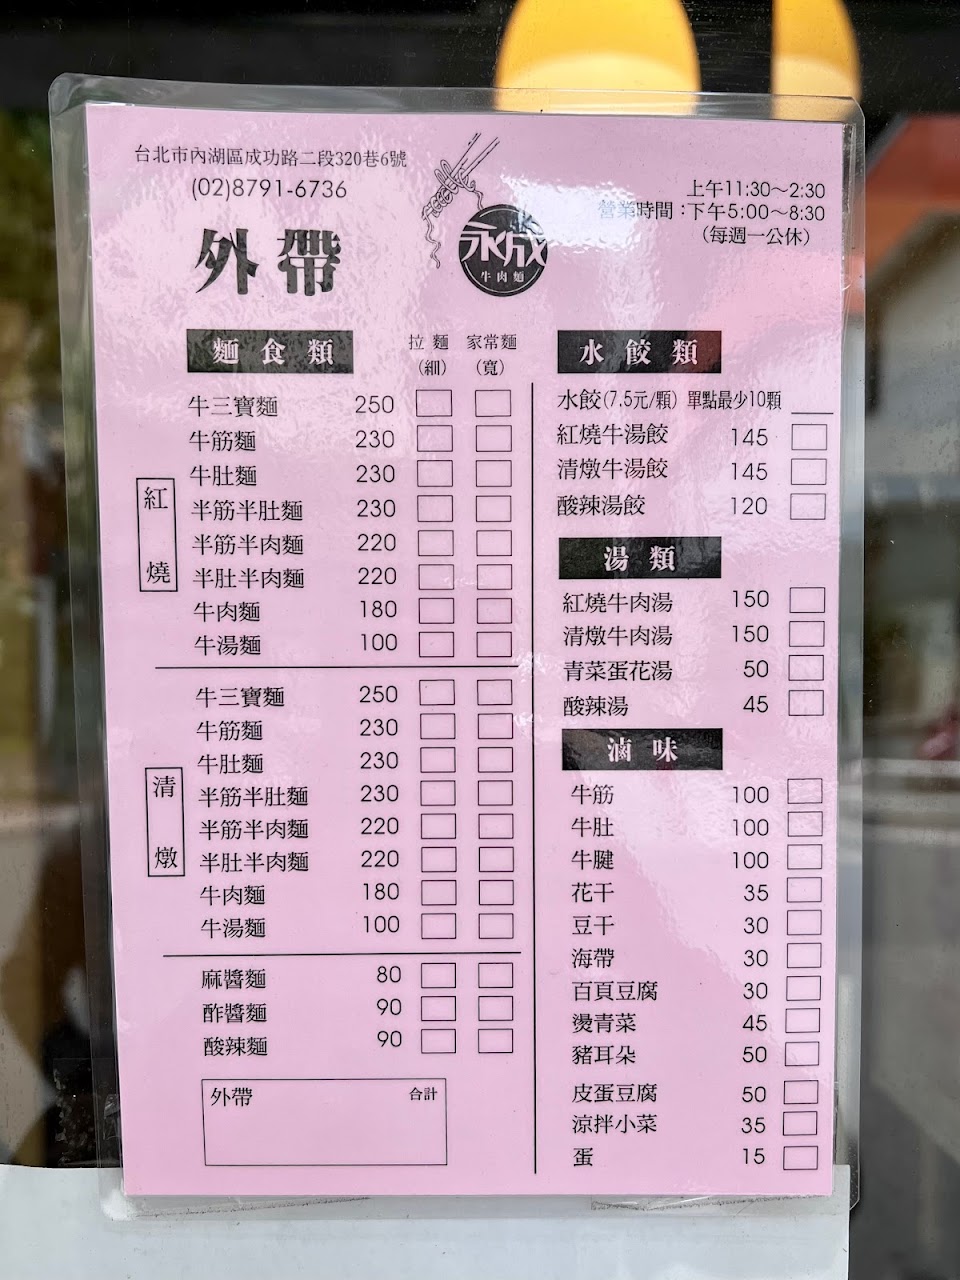 台北市內湖區成功路二段320巷6號
(02)8791-6736
外帶
永成
牛肉麵
上午11:30～2:30
營業時間：下午5:00～8:30
（每週一公休）
麵食類
拉麵 家常麵
(細) (寬)
紅燒
牛三寶麵 250
牛筋麵 230
牛肚麵 230
半筋半肚麵 230
半筋半肉麵 220
半肚半肉麵 220
牛肉麵 180
牛湯麵 100
清燉
牛三寶麵 250
牛筋麵 230
牛肚麵 230
半筋半肚麵 230
半筋半肉麵 220
半肚半肉麵 220
牛肉麵 180
牛湯麵 100
麻醬麵 80
酢醬麵 90
酸辣麵 90
外帶 合計
水餃類
水餃(7.5元/顆) 單點最少10顆
紅燒牛湯餃 145
清燉牛湯餃 145
酸辣湯餃 120
湯類
紅燒牛肉湯 150
清燉牛肉湯 150
青菜蛋花湯 50
酸辣湯 45
滷味
牛筋 100
牛肚 100
牛腱 100
花干 35
豆干 30
海帶 30
百頁豆腐 30
燙青菜 45
豬耳朵 50
皮蛋豆腐 50
涼拌小菜 35
蛋 15